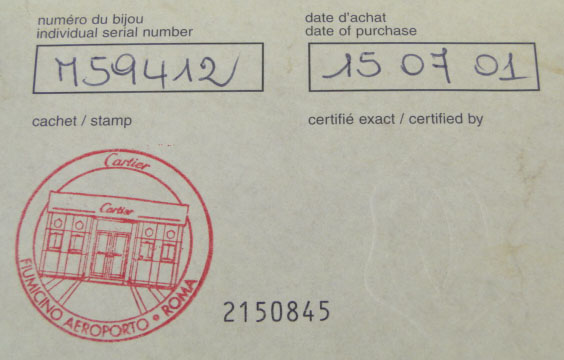 numéro du bijou
individual serial number
M59412
date d'achat
date of purchase
15 07 01
cachet / stamp
certifié exact / certified by
Cartier
Cartier
FIUMICINO AEROPORTO • ROMA
2150845